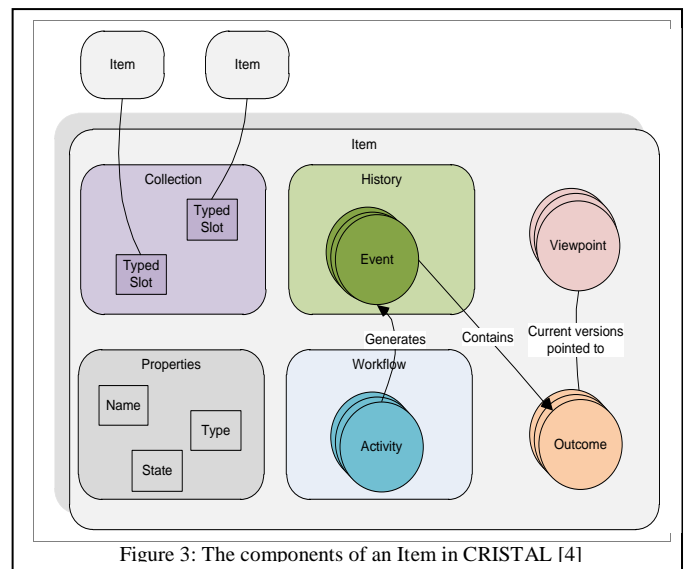 Item
Item
Item
Collection
History
Typed
Slot
Typed
Slot
Event
Viewpoint
Generates
Contains
Current versions
pointed to
Properties
Workflow
Name
Type
State
Activity
Outcome
Figure 3: The components of an Item in CRISTAL [4]